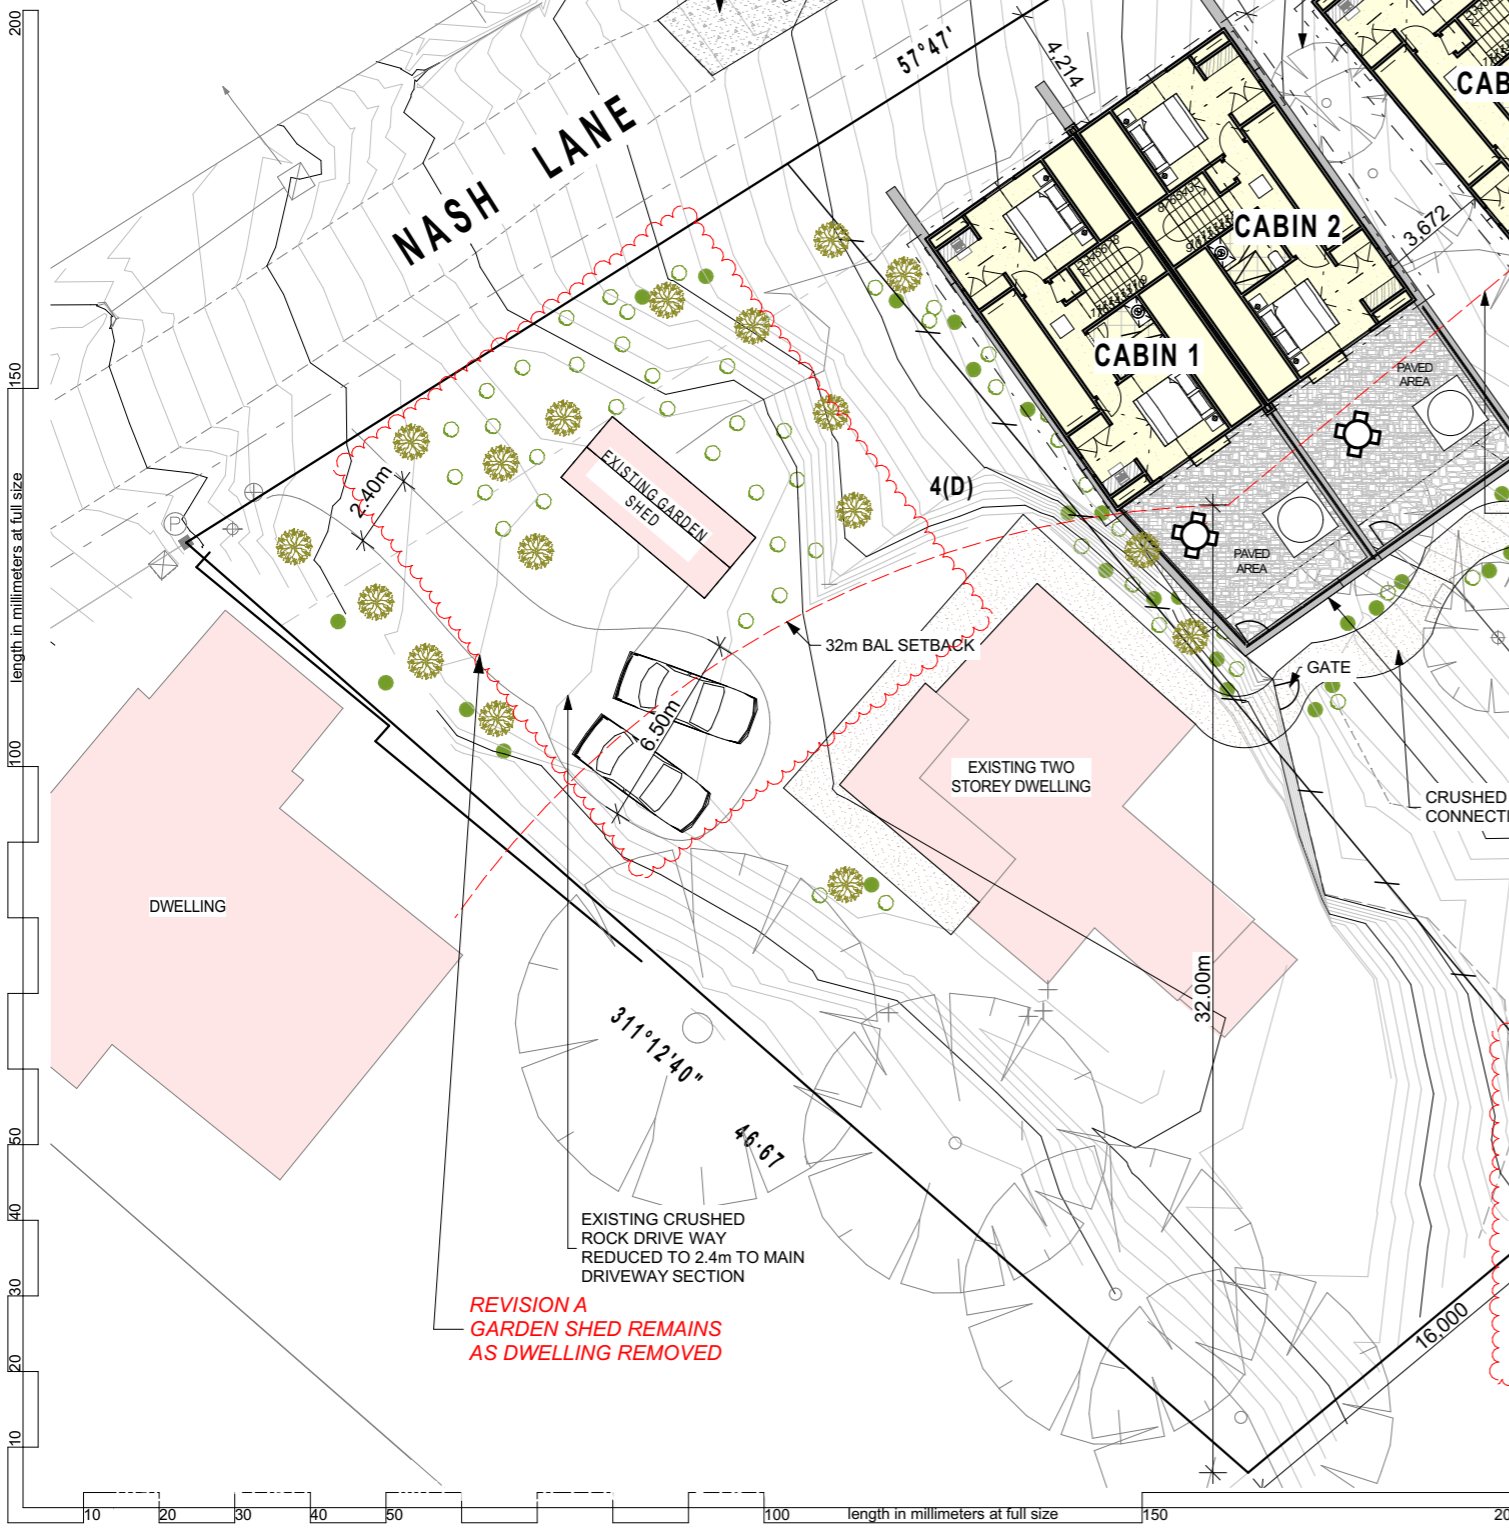 200
150
length in millimeters at full size
100
50
40
30
20
10
NASH LANE
57°47'
4,214
CAB
CABIN 2
3,672
CABIN 1
PAVED
AREA
PAVED
AREA
2.40m
EXISTING GARDEN
SHED
4(D)
P
32m BAL SETBACK
GATE
6.50m
EXISTING TWO
STOREY DWELLING
CRUSHED
CONNECTI
DWELLING
32.00m
311°12'40"
46·67
EXISTING CRUSHED
ROCK DRIVE WAY
REDUCED TO 2.4m TO MAIN
DRIVEWAY SECTION
REVISION A
GARDEN SHED REMAINS
AS DWELLING REMOVED
16,000
10
20
30
40
50
100
length in millimeters at full size
150
20